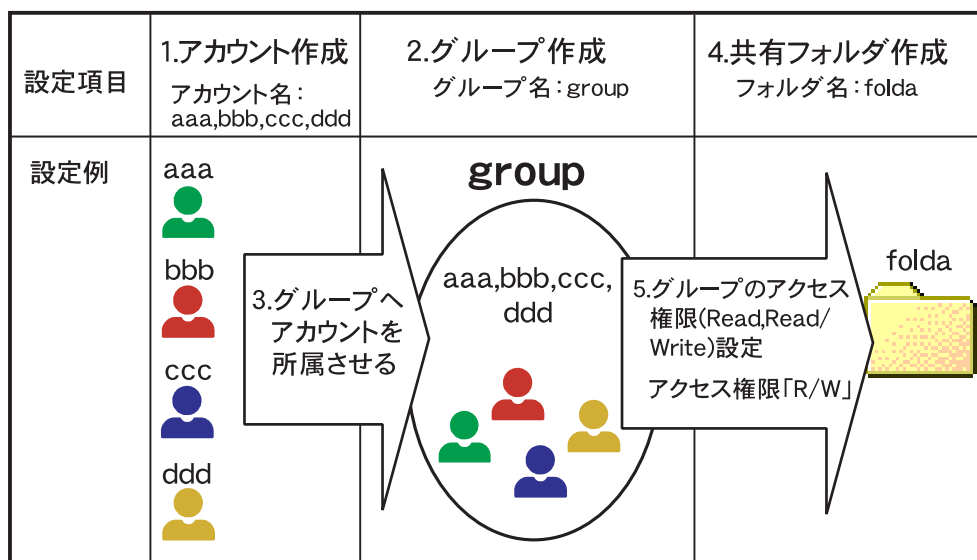 設定項目
1.アカウント作成
アカウント名：
aaa,bbb,ccc,ddd
2.グループ作成
グループ名：group
4.共有フォルダ作成
フォルダ名：folda
設定例
aaa
bbb
ccc
ddd
3.グループへ
アカウントを
所属させる
group
aaa,bbb,ccc,
ddd
5.グループのアクセス
権限(Read,Read/
Write)設定
アクセス権限「R/W」
folda